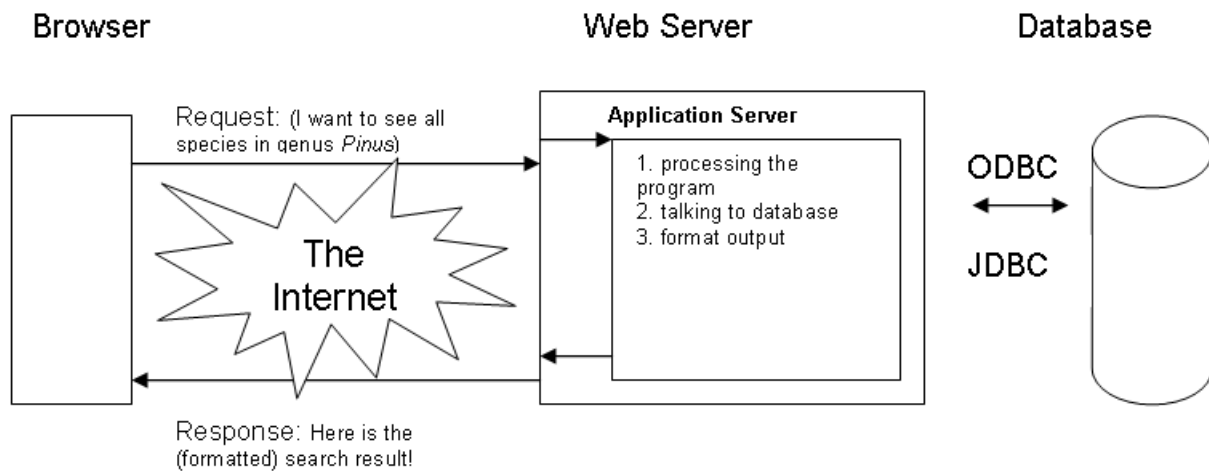 Browser
Web Server
Database
Request: (I want to see all
species in genus Pinus)
Application Server
1. processing the
program
2. talking to database
3. format output
ODBC
JDBC
The
Internet
Response: Here is the
(formatted) search result!